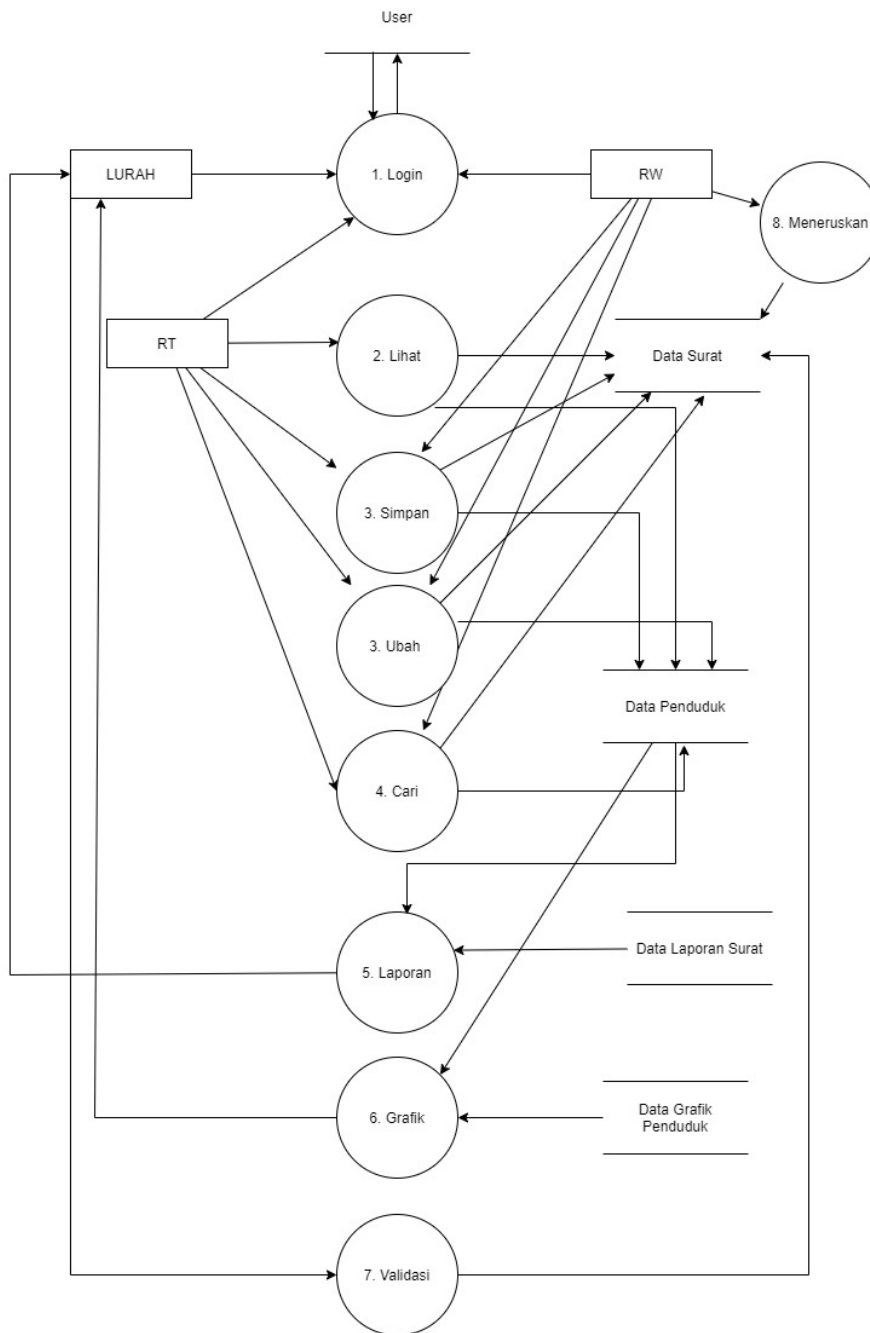 User
LURAH
1. Login
RW
8. Meneruskan
RT
2. Lihat
Data Surat
3. Simpan
3. Ubah
Data Penduduk
4. Cari
Data Laporan Surat
5. Laporan
6. Grafik
Data Grafik
Penduduk
7. Validasi